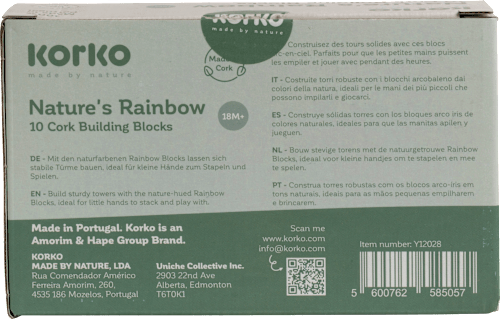 korko
made by nature
korko
made by nature
Made
Cork
Nature's Rainbow
10 Cork Building Blocks
18M+
DE - Mit den naturfarbenen Rainbow Blocks lassen sich
stabile Türme bauen, ideal für kleine Hände zum Stapeln und
Spielen.
EN - Build sturdy towers with the nature-hued Rainbow
Blocks, ideal for little hands to stack and play with.
Construisez des tours solides avec ces blocs
arc-en-ciel. Parfaits pour que les petites mains puissent
les empiler et jouer avec pendant des heures.
IT - Costruite torri robuste con i blocchi arcobaleno dai
colori della natura, ideali per le mani dei più piccoli che
possono impilarli e giocarci.
ES - Construye sólidas torres con los bloques arco iris de
colores naturales, ideales para que las manitas apilen y
jueguen.
NL - Bouw stevige torens met de natuurgetrouwe Rainbow
Blocks, ideaal voor kleine handjes om te stapelen en mee
te spelen.
PT - Construa torres robustas com os blocos arco-íris em
tons naturais, ideais para as mãos pequenas empilharem
e brincarem.
Made in Portugal. Korko is an
Amorim & Hape Group Brand.
KORKO
MADE BY NATURE, LDA
Rua Comendador Américo
Ferreira Amorim, 260,
4535 186 Mozelos, Portugal
Uniche Collective Inc.
2903 22nd Ave
Alberta, Edmonton
T6T0K1
Scan me
www.korko.com
info@korko.com
Item number: Y12028
5 600762 585057